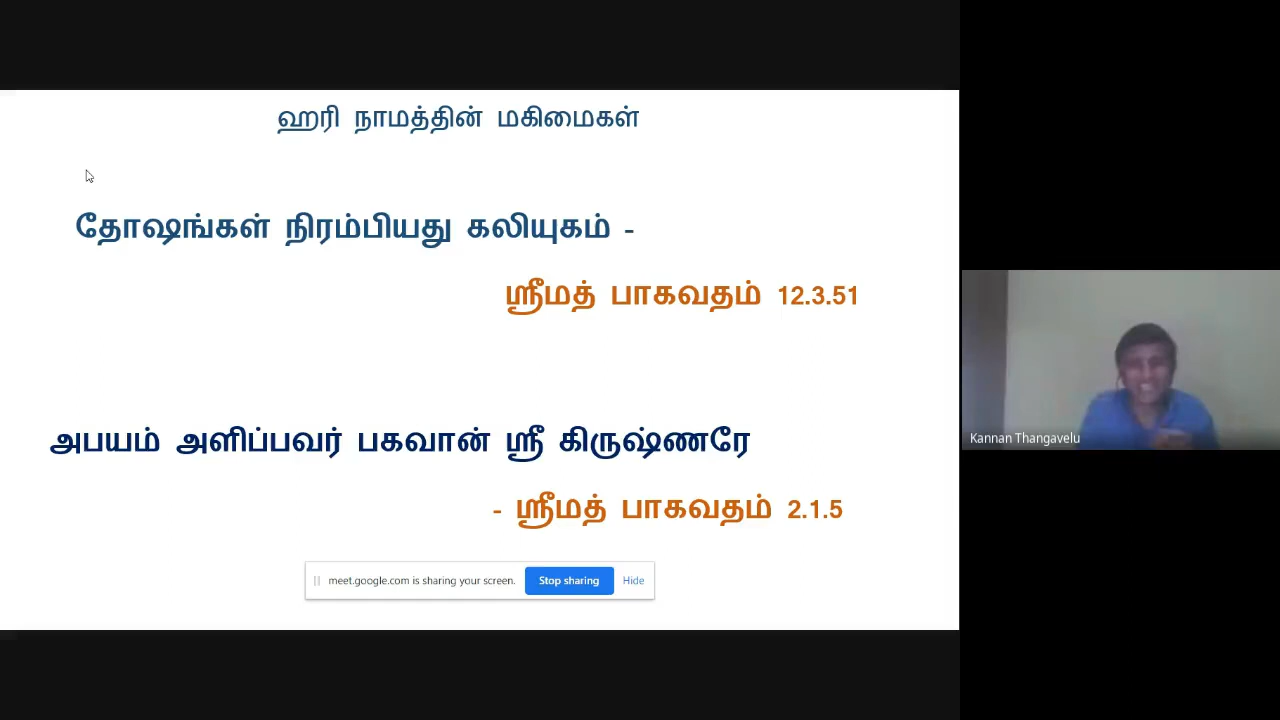 ஹரி நாமத்தின் மகிமைகள்
தோஷங்கள் நிரம்பியது கலியுகம் -
ஸ்ரீமத் பாகவதம் 12.3.51
அபயம் அளிப்பவர் பகவான் ஸ்ரீ கிருஷ்ணரே
- ஸ்ரீமத் பாகவதம் 2.1.5
meet.google.com is sharing your screen. Stop sharing Hide
Kannan Thangavelu